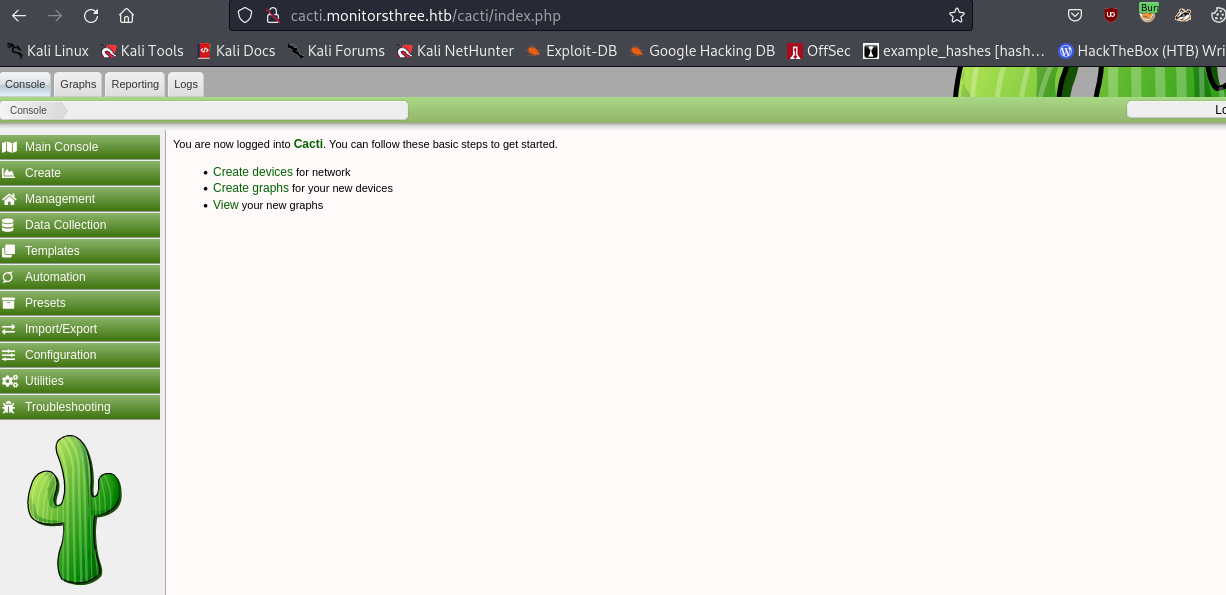 cacti.monitorsthree.htb/cacti/index.php
Burp
Kali Linux Kali Tools Kali Docs Kali Forums Kali NetHunter Exploit-DB Google Hacking DB OffSec example_hashes [hash… HackTheBox (HTB) Wri
Console Graphs Reporting Logs
Console
Main Console
Create
Management
Data Collection
Templates
Automation
Presets
Import/Export
Configuration
Utilities
Troubleshooting
You are now logged into Cacti. You can follow these basic steps to get started.
Create devices for network
Create graphs for your new devices
View your new graphs